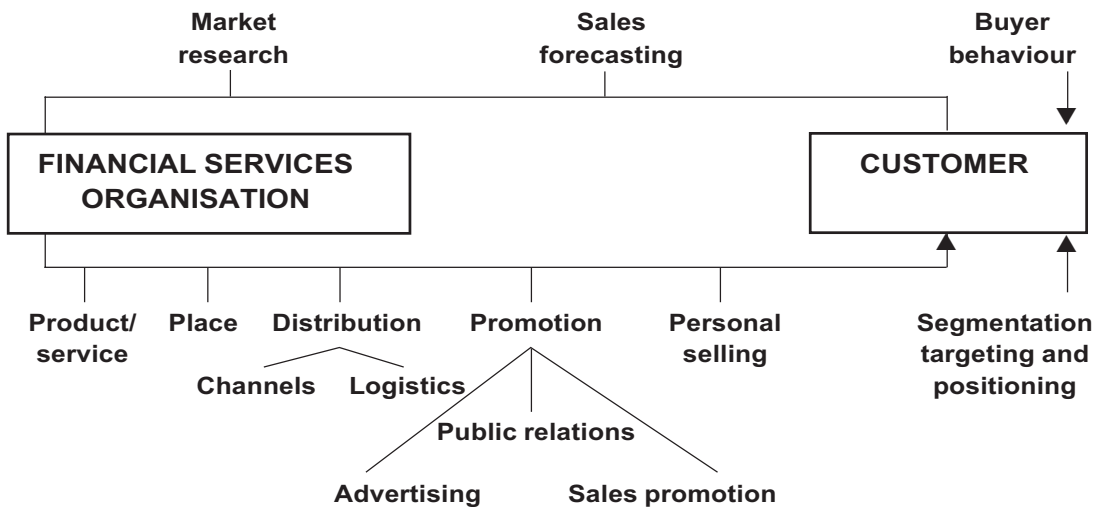 Market
research
Sales
forecasting
Buyer
behaviour
FINANCIAL SERVICES
ORGANISATION
CUSTOMER
Product/
service
Place
Distribution
Promotion
Personal
selling
Segmentation
targeting and
positioning
Channels
Logistics
Public relations
Advertising
Sales promotion